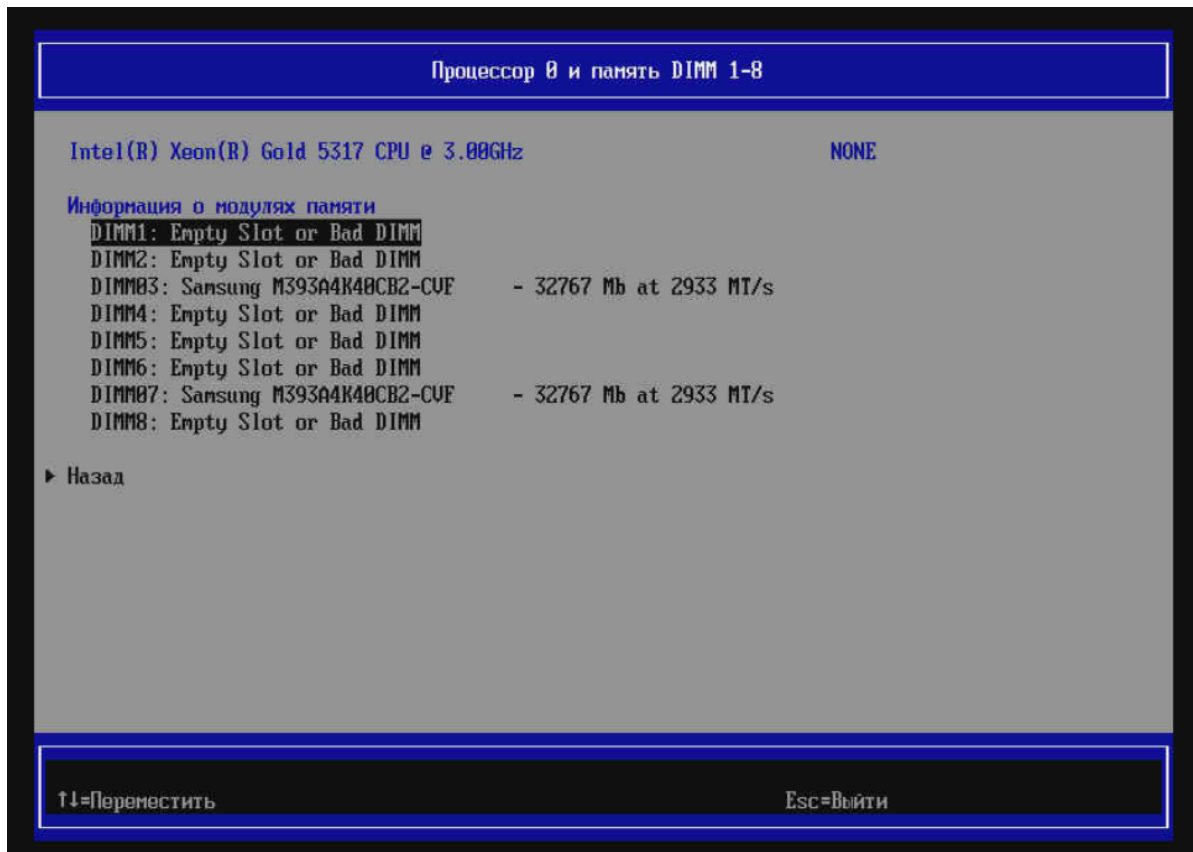 Процессор 0 и память DIMM 1-8
Intel(R) Xeon(R) Gold 5317 CPU @ 3.00GHz NONE
Информация о модулях памяти
DIMM1: Empty Slot or Bad DIMM
DIMM2: Empty Slot or Bad DIMM
DIMM03: Samsung M393A4K40CB2-CVF - 32767 Mb at 2933 MT/s
DIMM4: Empty Slot or Bad DIMM
DIMM5: Empty Slot or Bad DIMM
DIMM6: Empty Slot or Bad DIMM
DIMM07: Samsung M393A4K40CB2-CVF - 32767 Mb at 2933 MT/s
DIMM8: Empty Slot or Bad DIMM
► Назад
↑↓=Переместить Esc=Выйти